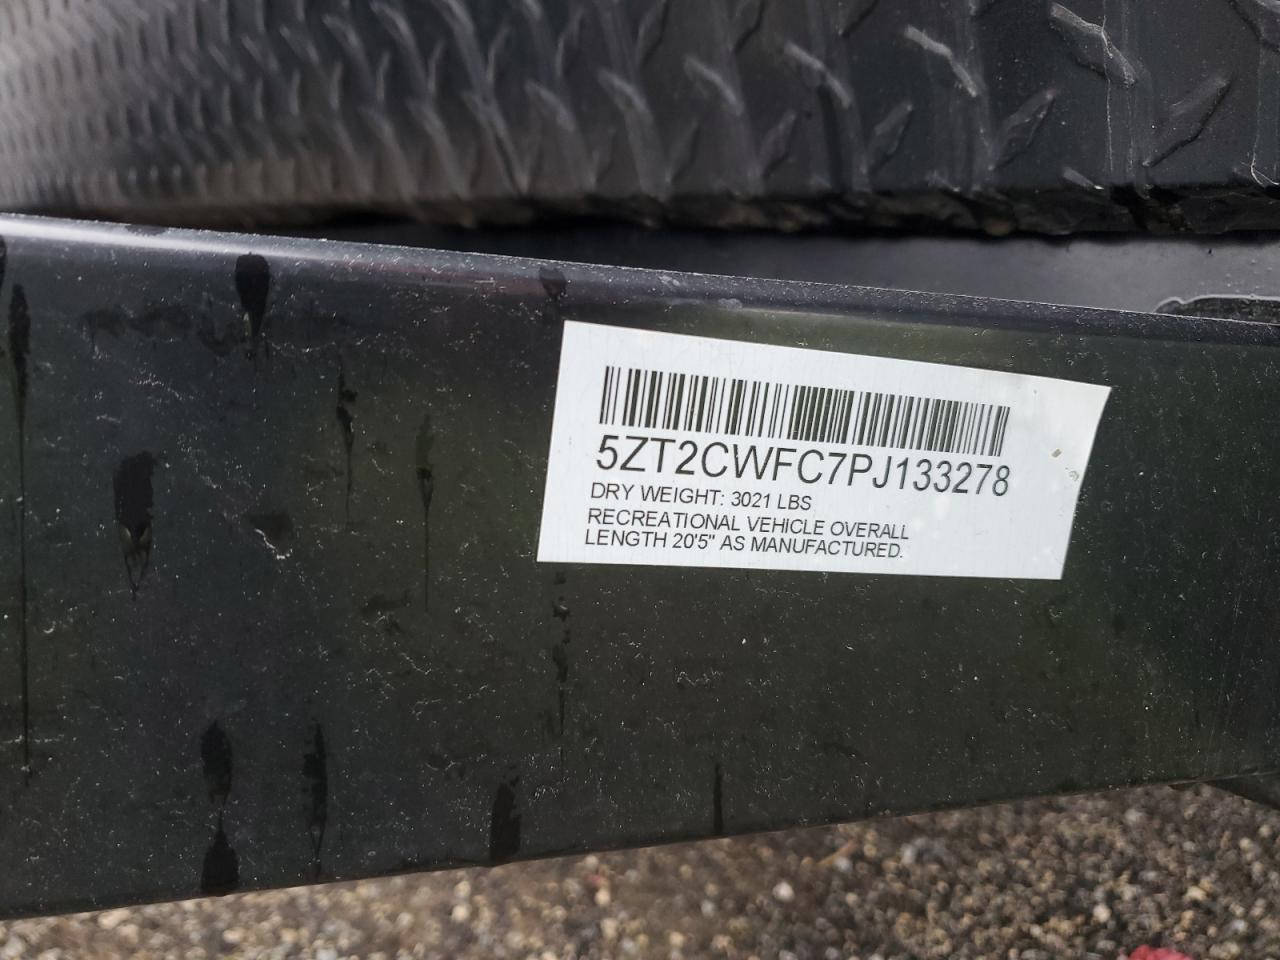 5ZT2CWFC7PJ133278
DRY WEIGHT: 3021 LBS
RECREATIONAL VEHICLE OVERALL
LENGTH 20'5" AS MANUFACTURED.